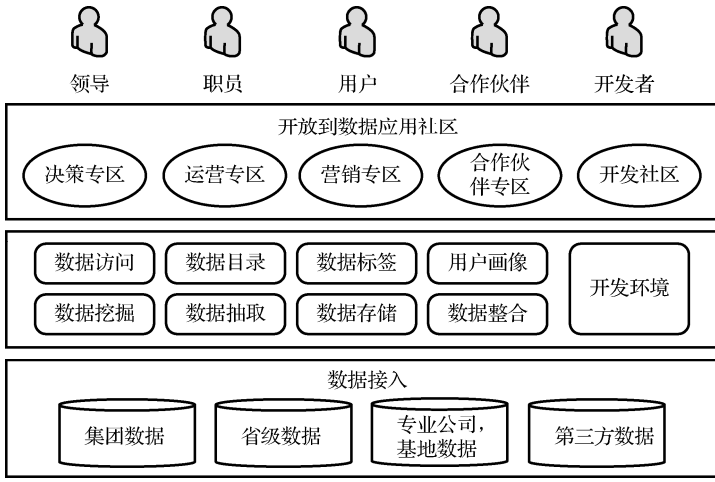 领导
职员
用户
合作伙伴
开发者
开放到数据应用社区
决策专区
运营专区
营销专区
合作伙
伴专区
开发社区
数据访问
数据目录
数据标签
用户画像
开发环境
数据挖掘
数据抽取
数据存储
数据整合
数据接入
集团数据
省级数据
专业公司，
基地数据
第三方数据